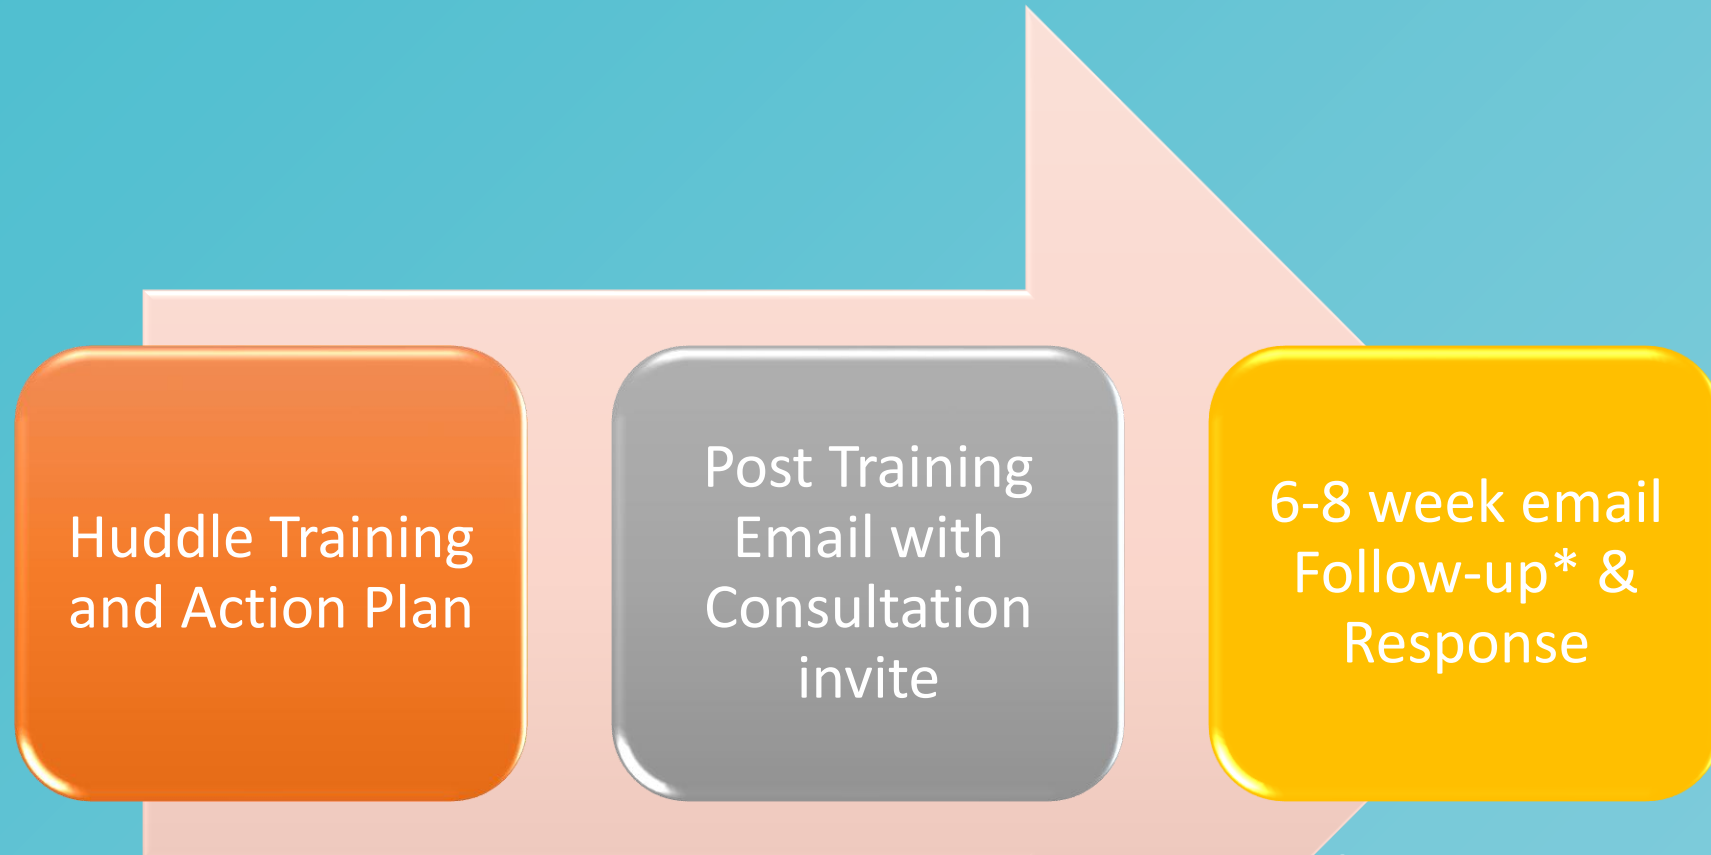 Huddle Training
and Action Plan
Post Training
Email with
Consultation
invite
6-8 week email
Follow-up* &
Response